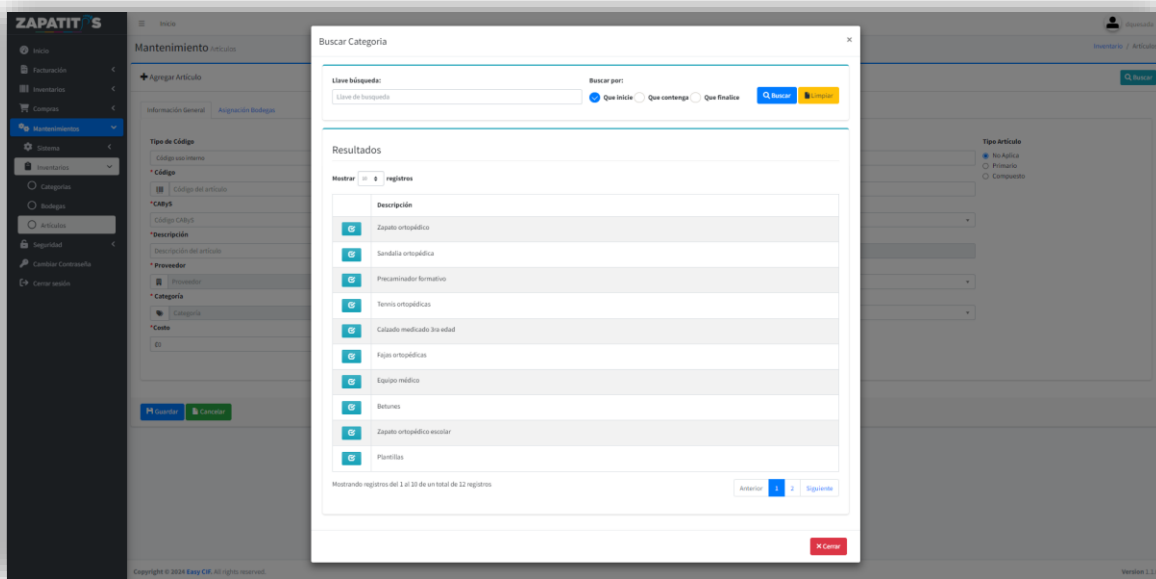 ZAPATIT S
Inicio
Facturación
Inventarios
Compras
Mantenimientos
Sistema
Inventarios
Categorias
Bodegas
Artículos
Seguridad
Cambiar Contraseña
Cerrar sesión
Inicio
Mantenimiento Artículos
Inventario / Artículos
Agregar Artículo
Buscar
Información General Asignación Bodegas
Tipo de Código
Código uso interno
* Código
Código del artículo
*CAByS
Código CAByS
*Descripción
Descripción del artículo
* Proveedor
Proveedor
* Categoría
Categoría
*Costo
Tipo Artículo
No Aplica
Primario
Compuesto
Guardar Cancelar
Buscar Categoria
×
Llave búsqueda:
Llave de busqueda
Buscar por:
Que inicie Que contenga Que finalice
Buscar Limpiar
Resultados
Mostrar 10 registros
Descripción
Zapato ortopédico
Sandalia ortopédica
Precaminador formativo
Tennis ortopédicas
Calzado medicado 3ra edad
Fajas ortopédicas
Equipo médico
Betunes
Zapato ortopédico escolar
Plantillas
Mostrando registros del 1 al 10 de un total de 12 registros
Anterior 1 2 Siguiente
Cerrar
Copyright © 2024 Easy CR. All rights reserved.
Version